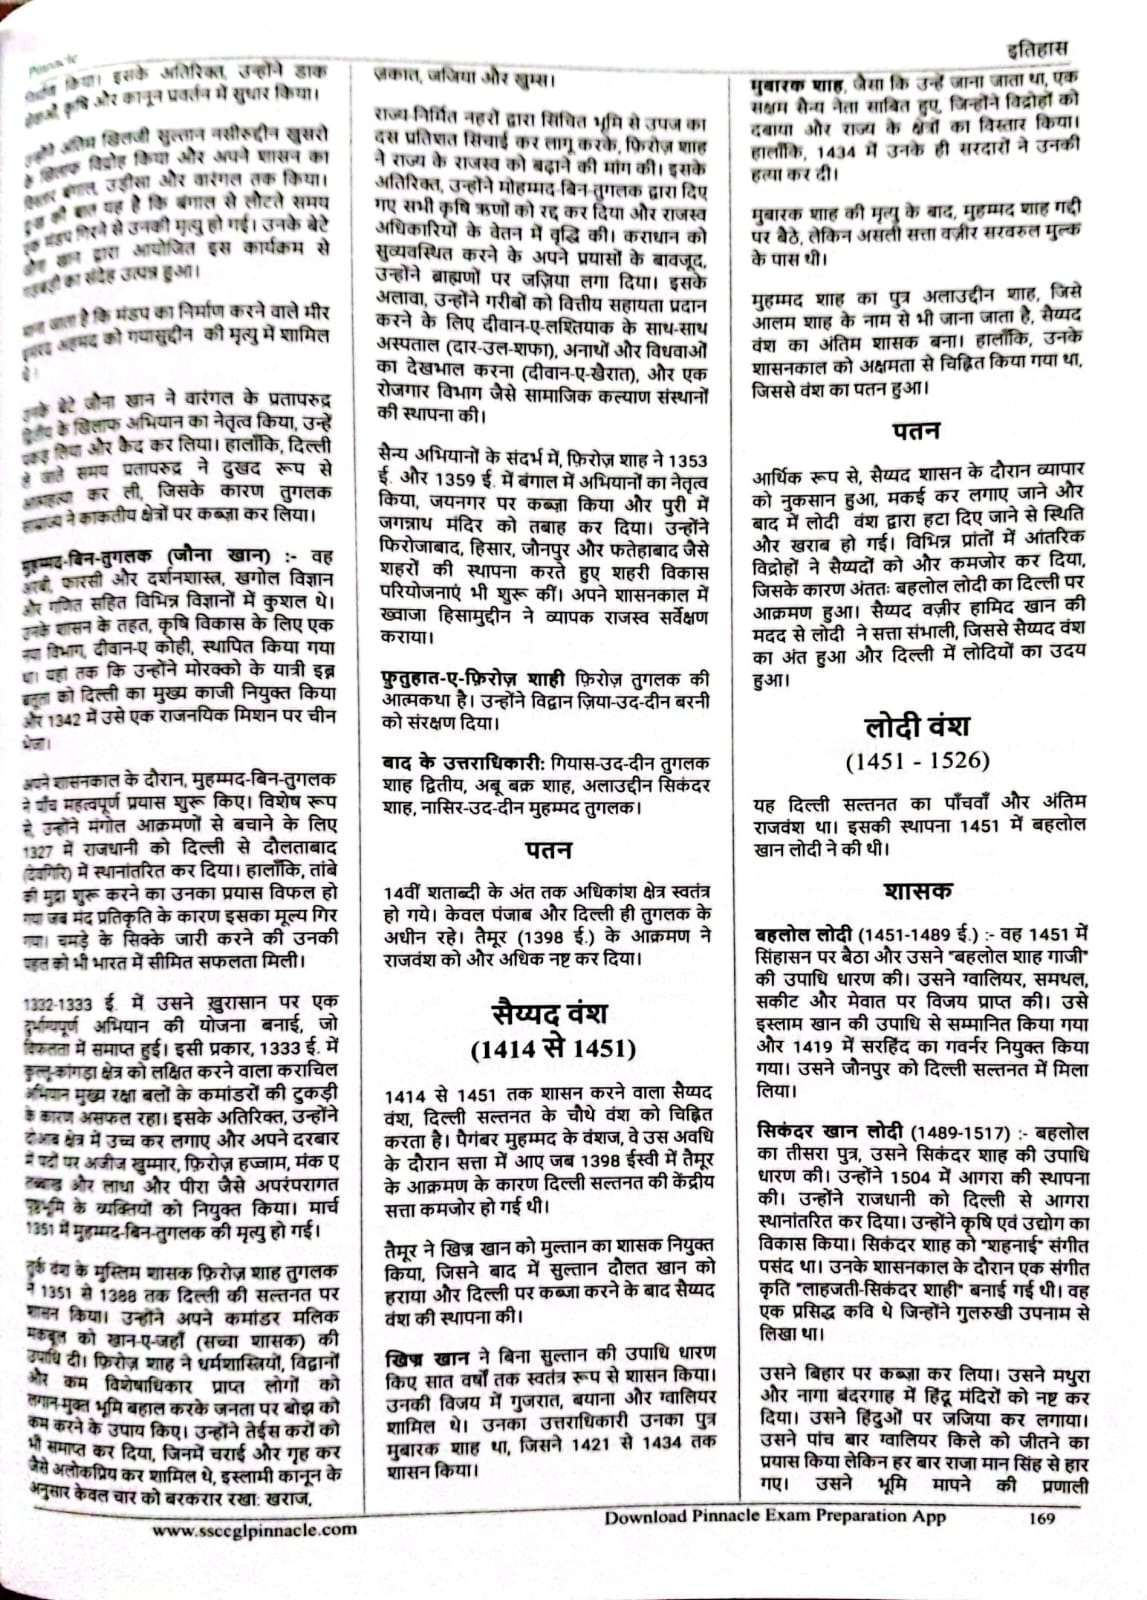 Pinnacle
इतिहास
किया। इसके अतिरिक्त, उन्होंने डाक
कृषि और कानून प्रवर्तन में सुधार किया।
अंतिम खिलजी सुल्तान नसीरुद्दीन खुसरो
के खिलाफ विद्रोह किया और अपने शासन का
विस्तार बंगाल, उड़ीसा और वारंगल तक किया।
की बात यह है कि बंगाल से लौटते समय
एक मंडप गिरने से उनकी मृत्यु हो गई। उनके बेटे
जौना खान द्वारा आयोजित इस कार्यक्रम से
गड़बड़ी का संदेह उत्पन्न हुआ।
माना जाता है कि मंडप का निर्माण करने वाले मीर
अहमद को गयासुद्दीन की मृत्यु में शामिल
थे।
उनके बेटे जौना खान ने वारंगल के प्रतापरुद्र
द्वितीय के खिलाफ अभियान का नेतृत्व किया, उन्हें
पकड़ लिया और कैद कर लिया। हालाँकि, दिल्ली
ले जाते समय प्रतापरुद्र ने दुखद रूप से
आत्महत्या कर ली, जिसके कारण तुगलक
साम्राज्य ने काकतीय क्षेत्रों पर कब्ज़ा कर लिया।
मुहम्मद-बिन-तुगलक (जौना खान) :- वह
अरबी, फारसी और दर्शनशास्त्र, खगोल विज्ञान
और गणित सहित विभिन्न विज्ञानों में कुशल थे।
उनके शासन के तहत, कृषि विकास के लिए एक
नया विभाग, दीवान-ए कोही, स्थापित किया गया
था। यहां तक कि उन्होंने मोरक्को के यात्री इब्न
बतूता को दिल्ली का मुख्य काजी नियुक्त किया
और 1342 में उसे एक राजनयिक मिशन पर चीन
भेजा।
अपने शासनकाल के दौरान, मुहम्मद-बिन-तुगलक
ने पाँच महत्वपूर्ण प्रयास शुरू किए। विशेष रूप
से, उन्होंने मंगोल आक्रमणों से बचाने के लिए
1327 में राजधानी को दिल्ली से दौलताबाद
(देवगिरि) में स्थानांतरित कर दिया। हालाँकि, तांबे
की मुद्रा शुरू करने का उनका प्रयास विफल हो
गया जब मंद प्रतिकृति के कारण इसका मूल्य गिर
गया। चमड़े के सिक्के जारी करने की उनकी
पहल को भी भारत में सीमित सफलता मिली।
1332-1333 ई. में उसने ख़ुरासान पर एक
दुर्भाग्यपूर्ण अभियान की योजना बनाई, जो
विफलता में समाप्त हुई। इसी प्रकार, 1333 ई. में
कुल्लू-कांगड़ा क्षेत्र को लक्षित करने वाला कराचिल
अभियान मुख्य रक्षा बलों के कमांडरों की टुकड़ी
के कारण असफल रहा। इसके अतिरिक्त, उन्होंने
दोआब क्षेत्र में उच्च कर लगाए और अपने दरबार
में पदों पर अजीज खुम्मार, फ़िरोज़ हज्जाम, मंक ए
तब्बाख और लाधा और पीरा जैसे अपरंपरागत
पृष्ठभूमि के व्यक्तियों को नियुक्त किया। मार्च
1351 में मुहम्मद-बिन-तुगलक की मृत्यु हो गई।
तुर्क वंश के मुस्लिम शासक फ़िरोज़ शाह तुगलक
ने 1351 से 1388 तक दिल्ली की सल्तनत पर
शासन किया। उन्होंने अपने कमांडर मलिक
मकबूल को खान-ए-जहाँ (सच्चा शासक) की
उपाधि दी। फ़िरोज़ शाह ने धर्मशास्त्रियों, विद्वानों
और कम विशेषाधिकार प्राप्त लोगों को
लगान-मुक्त भूमि बहाल करके जनता पर बोझ को
कम करने के उपाय किए। उन्होंने तेईस करों को
भी समाप्त कर दिया, जिनमें चराई और गृह कर
जैसे अलोकप्रिय कर शामिल थे, इस्लामी कानून के
अनुसार केवल चार को बरकरार रखा: खराज,
ज़कात, जजिया और खुम्स।
राज्य-निर्मित नहरों द्वारा सिंचित भूमि से उपज का
दस प्रतिशत सिंचाई कर लागू करके, फ़िरोज़ शाह
ने राज्य के राजस्व को बढ़ाने की मांग की। इसके
अतिरिक्त, उन्होंने मोहम्मद-बिन-तुगलक द्वारा दिए
गए सभी कृषि ऋणों को रद्द कर दिया और राजस्व
अधिकारियों के वेतन में वृद्धि की। कराधान को
सुव्यवस्थित करने के अपने प्रयासों के बावजूद,
उन्होंने ब्राह्मणों पर जज़िया लगा दिया। इसके
अलावा, उन्होंने गरीबों को वित्तीय सहायता प्रदान
करने के लिए दीवान-ए-लश्तियाक के साथ-साथ
अस्पताल (दार-उल-शफा), अनाथों और विधवाओं
का देखभाल करना (दीवान-ए-खैरात), और एक
रोजगार विभाग जैसे सामाजिक कल्याण संस्थानों
की स्थापना की।
सैन्य अभियानों के संदर्भ में, फ़िरोज़ शाह ने 1353
ई. और 1359 ई. में बंगाल में अभियानों का नेतृत्व
किया, जयनगर पर कब्ज़ा किया और पुरी में
जगन्नाथ मंदिर को तबाह कर दिया। उन्होंने
फिरोजाबाद, हिसार, जौनपुर और फतेहाबाद जैसे
शहरों की स्थापना करते हुए शहरी विकास
परियोजनाएं भी शुरू कीं। अपने शासनकाल में
ख्वाजा हिसामुद्दीन ने व्यापक राजस्व सर्वेक्षण
कराया।
फ़ुतुहात-ए-फ़िरोज़ शाही फ़िरोज़ तुगलक की
आत्मकथा है। उन्होंने विद्वान ज़िया-उद-दीन बरनी
को संरक्षण दिया।
बाद के उत्तराधिकारी: गियास-उद-दीन तुगलक
शाह द्वितीय, अबू बक्र शाह, अलाउद्दीन सिकंदर
शाह, नासिर-उद-दीन मुहम्मद तुगलक।
पतन
14वीं शताब्दी के अंत तक अधिकांश क्षेत्र स्वतंत्र
हो गये। केवल पंजाब और दिल्ली ही तुगलक के
अधीन रहे। तैमूर (1398 ई.) के आक्रमण ने
राजवंश को और अधिक नष्ट कर दिया।
सैय्यद वंश
(1414 से 1451)
1414 से 1451 तक शासन करने वाला सैय्यद
वंश, दिल्ली सल्तनत के चौथे वंश को चिह्नित
करता है। पैगंबर मुहम्मद के वंशज, वे उस अवधि
के दौरान सत्ता में आए जब 1398 ईस्वी में तैमूर
के आक्रमण के कारण दिल्ली सल्तनत की केंद्रीय
सत्ता कमजोर हो गई थी।
तैमूर ने खिज्र खान को मुल्तान का शासक नियुक्त
किया, जिसने बाद में सुल्तान दौलत खान को
हराया और दिल्ली पर कब्जा करने के बाद सैय्यद
वंश की स्थापना की।
खिज्र खान ने बिना सुल्तान की उपाधि धारण
किए सात वर्षों तक स्वतंत्र रूप से शासन किया।
उनकी विजय में गुजरात, बयाना और ग्वालियर
शामिल थे। उनका उत्तराधिकारी उनका पुत्र
मुबारक शाह था, जिसने 1421 से 1434 तक
शासन किया।
मुबारक शाह, जैसा कि उन्हें जाना जाता था, एक
सक्षम सैन्य नेता साबित हुए, जिन्होंने विद्रोहों को
दबाया और राज्य के क्षेत्रों का विस्तार किया।
हालाँकि, 1434 में उनके ही सरदारों ने उनकी
हत्या कर दी।
मुबारक शाह की मृत्यु के बाद, मुहम्मद शाह गद्दी
पर बैठे, लेकिन असली सत्ता वज़ीर सरवरुल मुल्क
के पास थी।
मुहम्मद शाह का पुत्र अलाउद्दीन शाह, जिसे
आलम शाह के नाम से भी जाना जाता है, सैय्यद
वंश का अंतिम शासक बना। हालाँकि, उनके
शासनकाल को अक्षमता से चिह्नित किया गया था,
जिससे वंश का पतन हुआ।
पतन
आर्थिक रूप से, सैय्यद शासन के दौरान व्यापार
को नुकसान हुआ, मकई कर लगाए जाने और
बाद में लोदी वंश द्वारा हटा दिए जाने से स्थिति
और खराब हो गई। विभिन्न प्रांतों में आंतरिक
विद्रोहों ने सैय्यदों को और कमजोर कर दिया,
जिसके कारण अंततः बहलोल लोदी का दिल्ली पर
आक्रमण हुआ। सैय्यद वज़ीर हामिद खान की
मदद से लोदी ने सत्ता संभाली, जिससे सैय्यद वंश
का अंत हुआ और दिल्ली में लोदियों का उदय
हुआ।
लोदी वंश
(1451 - 1526)
यह दिल्ली सल्तनत का पाँचवाँ और अंतिम
राजवंश था। इसकी स्थापना 1451 में बहलोल
खान लोदी ने की थी।
शासक
बहलोल लोदी (1451-1489 ई.) :- वह 1451 में
सिंहासन पर बैठा और उसने "बहलोल शाह गाजी"
की उपाधि धारण की। उसने ग्वालियर, समथल,
सकीट और मेवात पर विजय प्राप्त की। उसे
इस्लाम खान की उपाधि से सम्मानित किया गया
और 1419 में सरहिंद का गवर्नर नियुक्त किया
गया। उसने जौनपुर को दिल्ली सल्तनत में मिला
लिया।
सिकंदर खान लोदी (1489-1517) :- बहलोल
का तीसरा पुत्र, उसने सिकंदर शाह की उपाधि
धारण की। उन्होंने 1504 में आगरा की स्थापना
की। उन्होंने राजधानी को दिल्ली से आगरा
स्थानांतरित कर दिया। उन्होंने कृषि एवं उद्योग का
विकास किया। सिकंदर शाह को "शहनाई" संगीत
पसंद था। उनके शासनकाल के दौरान एक संगीत
कृति "लाहजती-सिकंदर शाही" बनाई गई थी। वह
एक प्रसिद्ध कवि थे जिन्होंने गुलरुखी उपनाम से
लिखा था।
उसने बिहार पर कब्ज़ा कर लिया। उसने मथुरा
और नागा बंदरगाह में हिंदू मंदिरों को नष्ट कर
दिया। उसने हिंदुओं पर जजिया कर लगाया।
उसने पांच बार ग्वालियर किले को जीतने का
प्रयास किया लेकिन हर बार राजा मान सिंह से हार
गए। उसने भूमि मापने की प्रणाली
www.ssccglpinnacle.com
Download Pinnacle Exam Preparation App
169